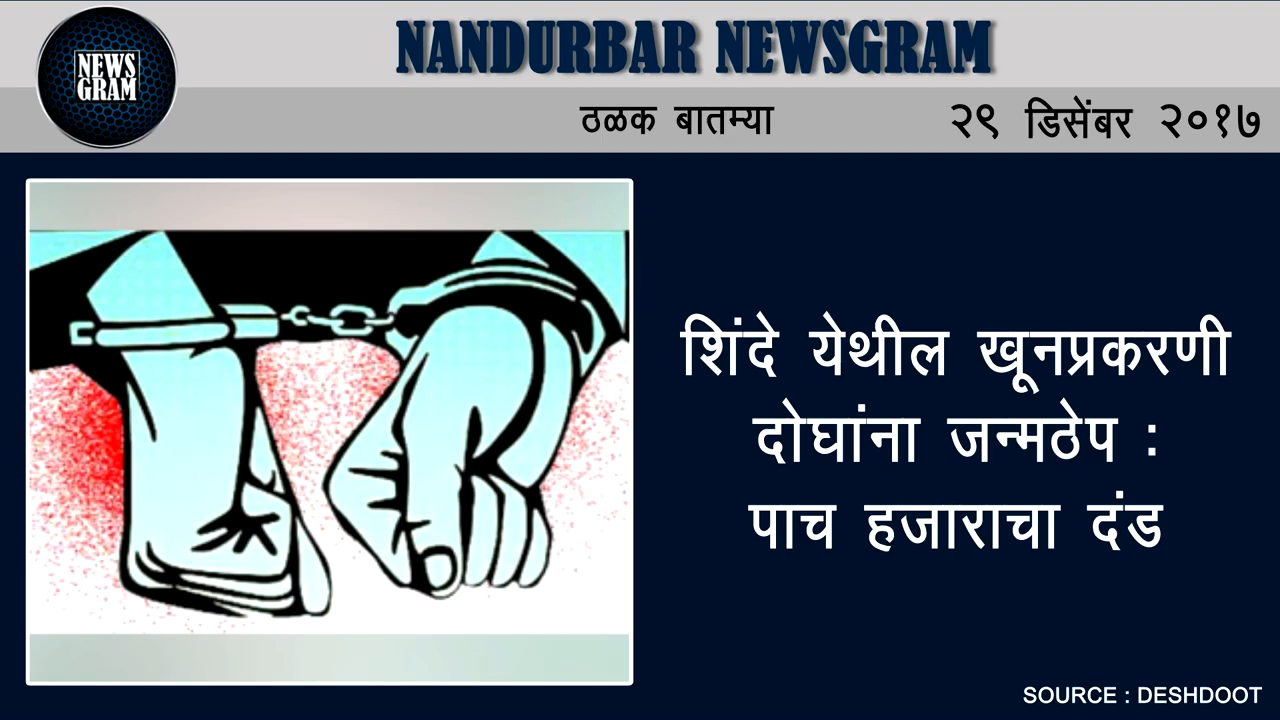 NEWS
GRAM
NANDURBAR NEWSGRAM
ठळक बातम्या
२९ डिसेंबर २०१७
शिंदे येथील खूनप्रकरणी
दोघांना जन्मठेप :
पाच हजाराचा दंड
SOURCE : DESHDOOT